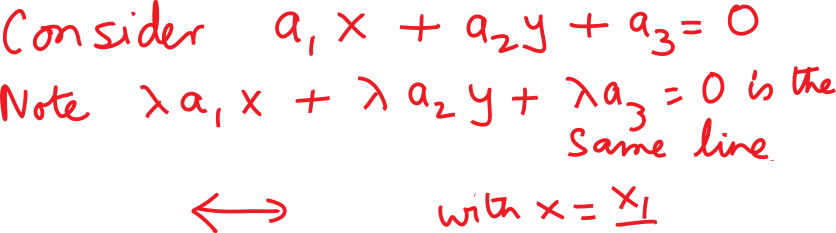 Consider a₁x + a₂y + a₃ = 0
Note λa₁x + λa₂y + λa₃ = 0 is the
same line
⟷ with x = x₁